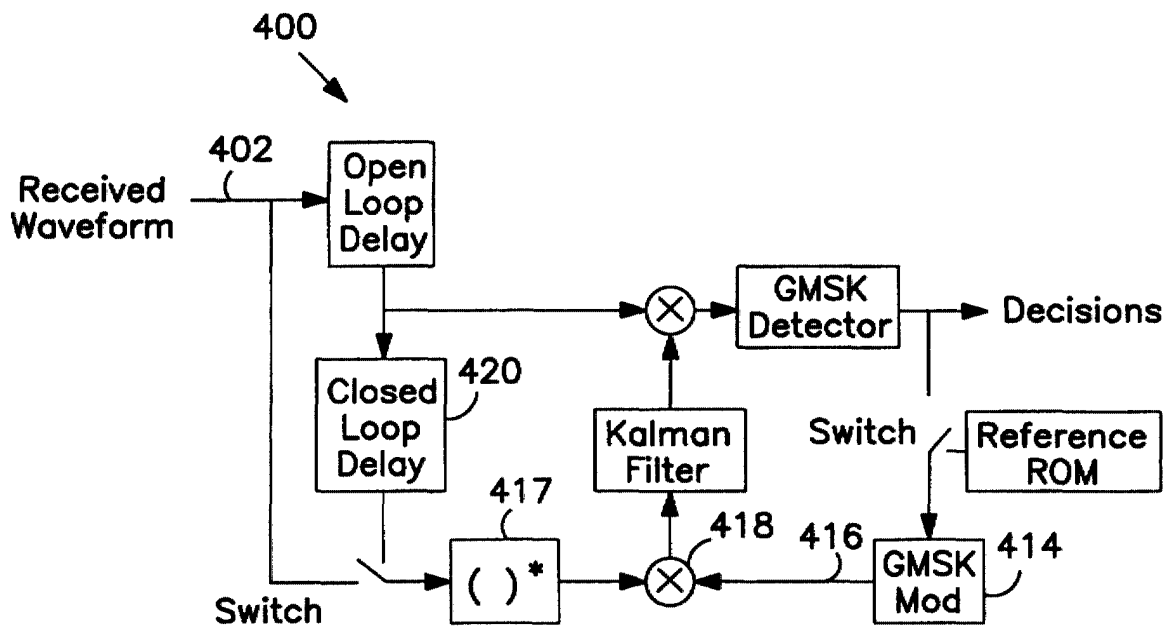 400
402
Received
Waveform
Open
Loop
Delay
GMSK
Detector
Decisions
Closed
Loop
Delay
420
Kalman
Filter
Switch
Reference
ROM
417
( )*
418
416
GMSK
Mod
414
Switch